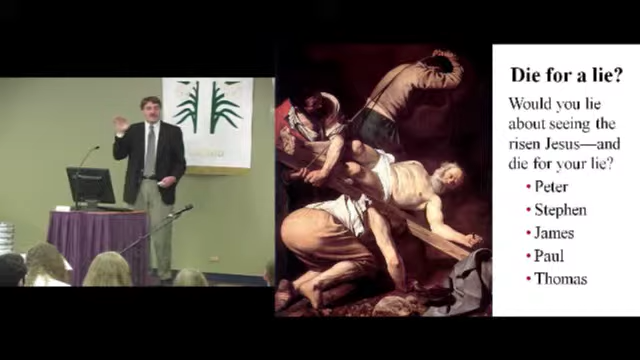 Die for a lie?
Would you lie
about seeing the
risen Jesus—and
die for your lie?
• Peter
• Stephen
• James
• Paul
• Thomas